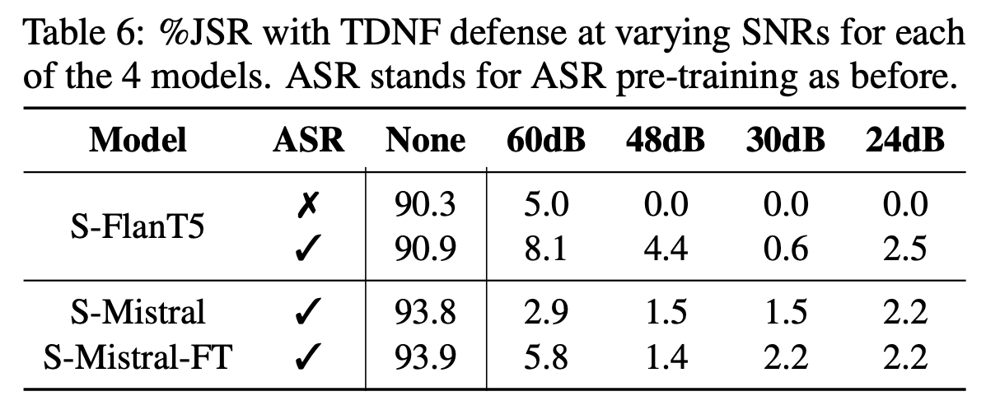 Table 6: %JSR with TDNF defense at varying SNRs for each
of the 4 models. ASR stands for ASR pre-training as before.
Model ASR None 60dB 48dB 30dB 24dB
S-FlanT5
✗ 90.3 5.0 0.0 0.0 0.0
✓ 90.9 8.1 4.4 0.6 2.5
S-Mistral ✓ 93.8 2.9 1.5 1.5 2.2
S-Mistral-FT ✓ 93.9 5.8 1.4 2.2 2.2